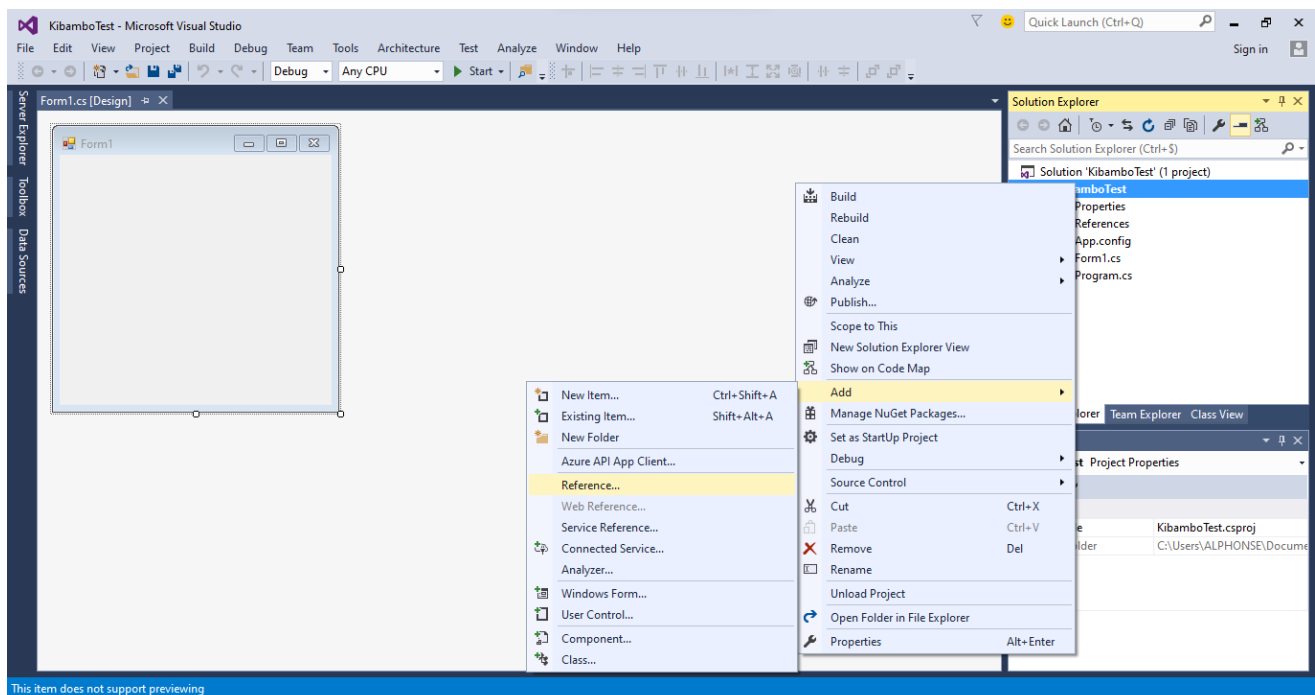 KibamboTest - Microsoft Visual Studio
Quick Launch (Ctrl+Q)
File Edit View Project Build Debug Team Tools Architecture Test Analyze Window Help
Sign in
Debug Any CPU Start
Server Explorer
Toolbox
Data Sources
Form1.cs [Design]
Form1
Solution Explorer
Search Solution Explorer (Ctrl+$)
Solution 'KibamboTest' (1 project)
amboTest
Properties
References
App.config
Form1.cs
Program.cs
Build
Rebuild
Clean
View
Analyze
Publish...
Scope to This
New Solution Explorer View
Show on Code Map
Add
Manage NuGet Packages...
Set as StartUp Project
Debug
Source Control
Cut Ctrl+X
Paste Ctrl+V
Remove Del
Rename
Unload Project
Open Folder in File Explorer
Properties Alt+Enter
New Item... Ctrl+Shift+A
Existing Item... Shift+Alt+A
New Folder
Azure API App Client...
Reference...
Web Reference...
Service Reference...
Connected Service...
Analyzer...
Windows Form...
User Control...
Component...
Class...
lorer Team Explorer Class View
st Project Properties
e KibamboTest.csproj
lder C:\Users\ALPHONSE\Docume
This item does not support previewing